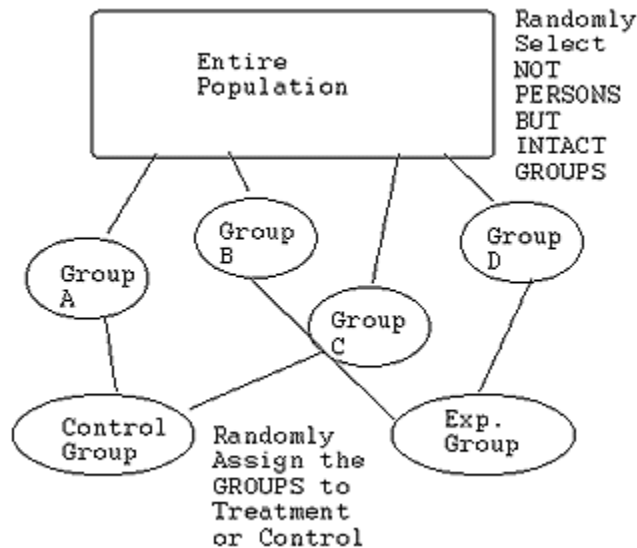 Entire
Population
Randomly
Select
NOT
PERSONS
BUT
INTACT
GROUPS
Group
A
Group
B
Group
C
Group
D
Control
Group
Randomly
Assign the
GROUPS to
Treatment
or Control
Exp.
Group